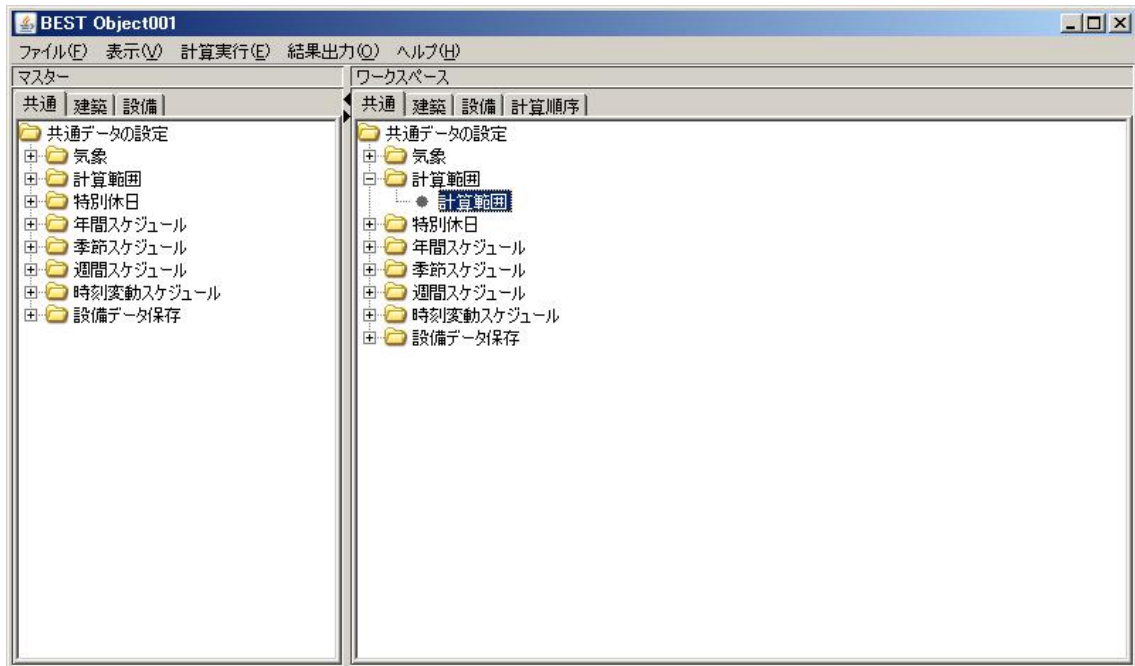 BEST Object001
ファイル(F) 表示(V) 計算実行(E) 結果出力(O) ヘルプ(H)
マスター
共通 建築 設備
共通データの設定
気象
計算範囲
特別休日
年間スケジュール
季節スケジュール
週間スケジュール
時刻変動スケジュール
設備データ保存
ワークスペース
共通 建築 設備 計算順序
共通データの設定
気象
計算範囲
計算範囲
特別休日
年間スケジュール
季節スケジュール
週間スケジュール
時刻変動スケジュール
設備データ保存